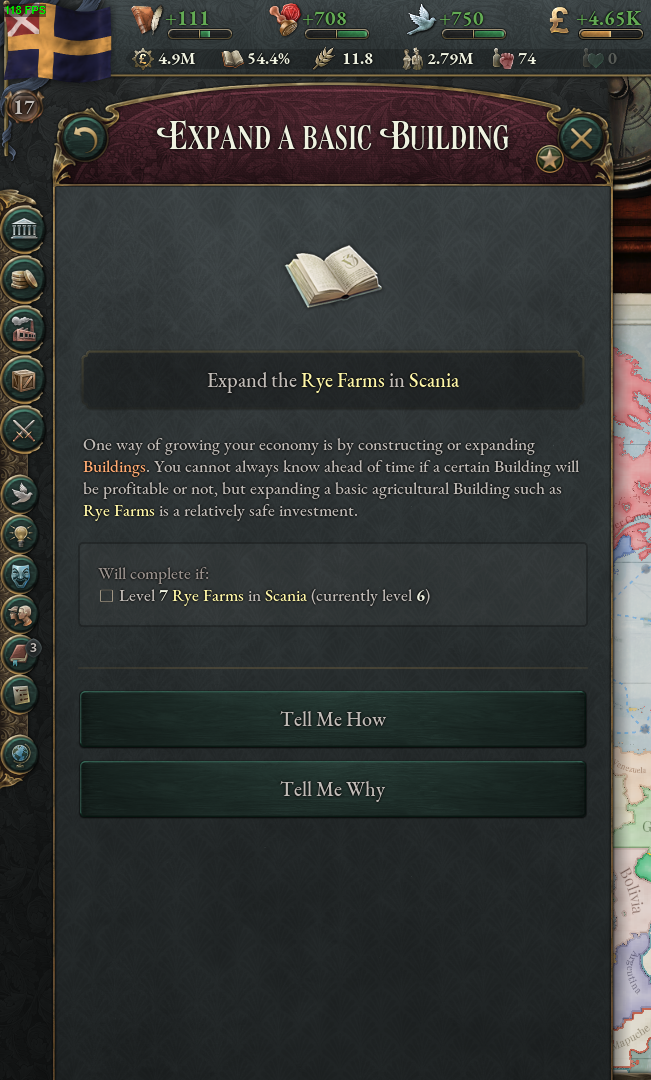 118 FPS
+111
+708
+750
+4.65K
4.9M
54.4%
11.8
2.79M
74
0
17
EXPAND A BASIC BUILDING
Expand the Rye Farms in Scania
One way of growing your economy is by constructing or expanding
Buildings. You cannot always know ahead of time if a certain Building will
be profitable or not, but expanding a basic agricultural Building such as
Rye Farms is a relatively safe investment.
Will complete if:
Level 7 Rye Farms in Scania (currently level 6)
3
Tell Me How
Tell Me Why
Bolivia
Argentina